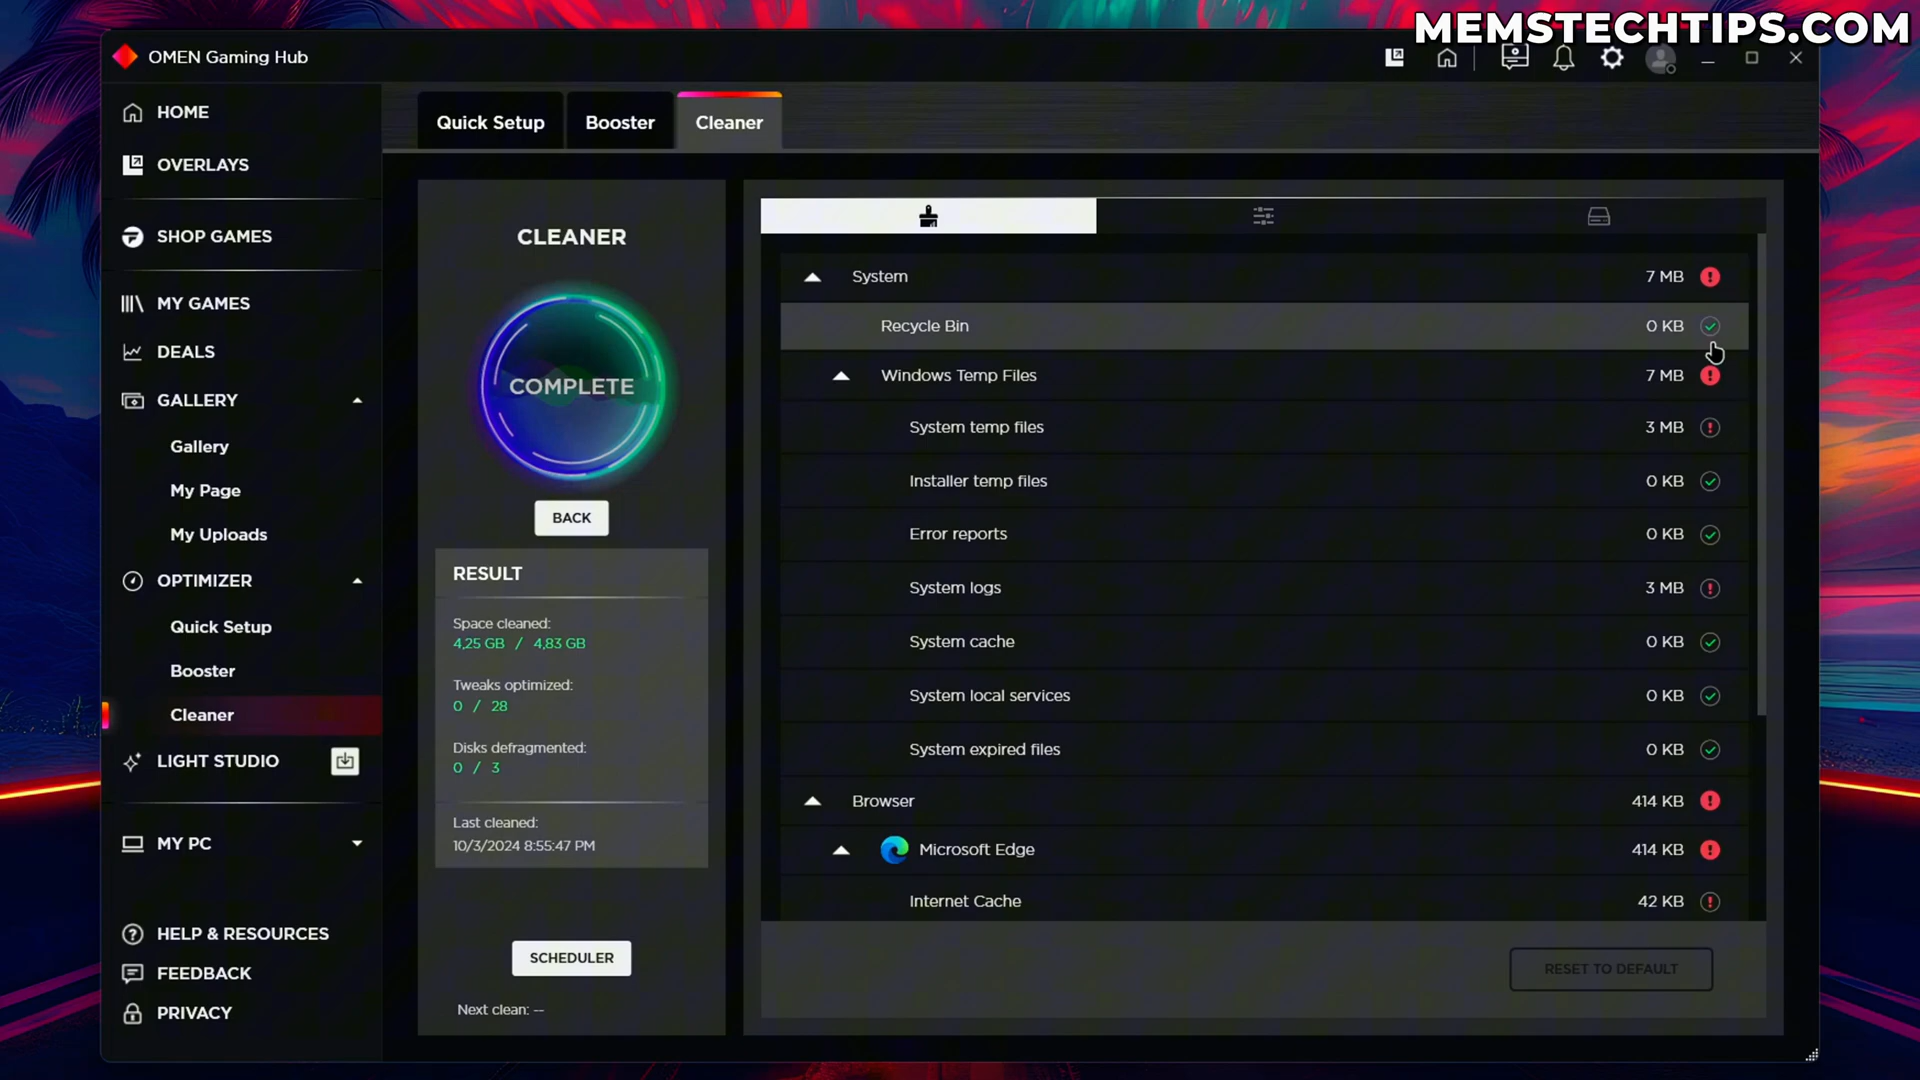 MEMSTECHTIPS.COM
OMEN Gaming Hub
HOME
OVERLAYS
SHOP GAMES
MY GAMES
DEALS
GALLERY
Gallery
My Page
My Uploads
OPTIMIZER
Quick Setup
Booster
Cleaner
LIGHT STUDIO
MY PC
HELP & RESOURCES
FEEDBACK
PRIVACY
Quick Setup Booster Cleaner
CLEANER
COMPLETE
BACK
RESULT
Space cleaned:
4,25 GB / 4,83 GB
Tweaks optimized:
0 / 28
Disks defragmented:
0 / 3
Last cleaned:
10/3/2024 8:55:47 PM
SCHEDULER
Next clean: --
System 7 MB
Recycle Bin 0 KB
Windows Temp Files 7 MB
System temp files 3 MB
Installer temp files 0 KB
Error reports 0 KB
System logs 3 MB
System cache 0 KB
System local services 0 KB
System expired files 0 KB
Browser 414 KB
Microsoft Edge 414 KB
Internet Cache 42 KB
RESET TO DEFAULT